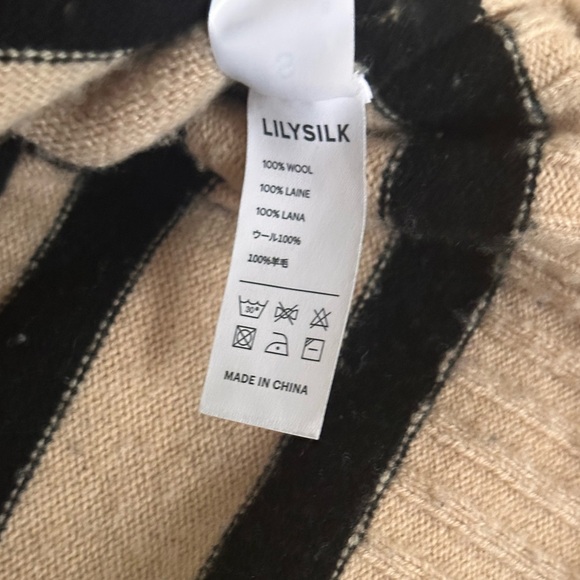 LILYSILK
100% WOOL
100% LAINE
100% LANA
ウール100%
100%羊毛
30°
MADE IN CHINA